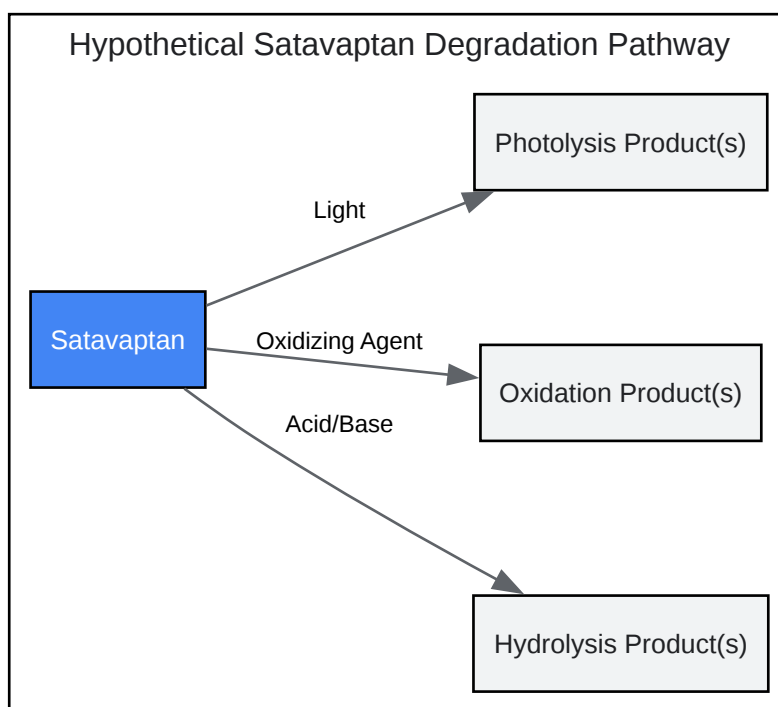 Hypothetical Satavaptan Degradation Pathway
Photolysis Product(s)
Light
Satavaptan
Oxidizing Agent
Oxidation Product(s)
Acid/Base
Hydrolysis Product(s)